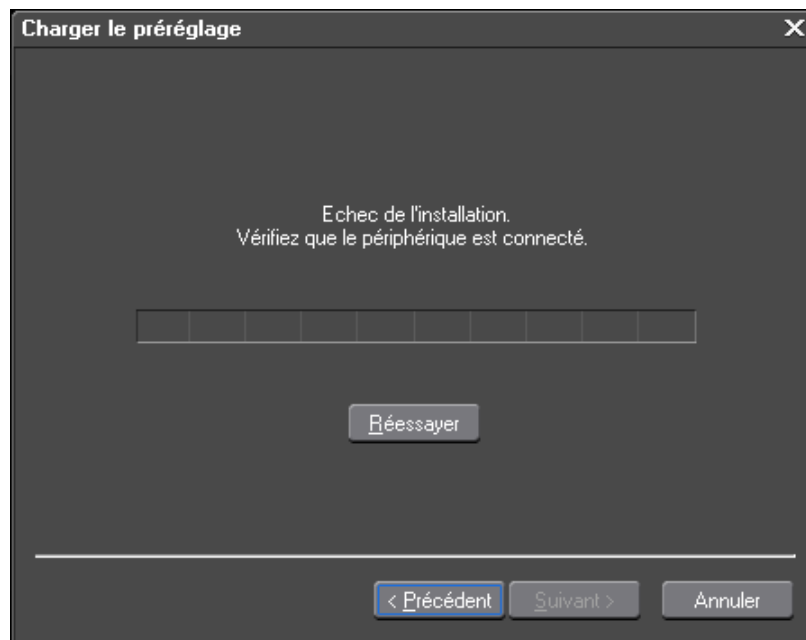 Charger le préréglage
Echec de l'installation.
Vérifiez que le périphérique est connecté.
Réessayer
< Précédent
Suivant >
Annuler